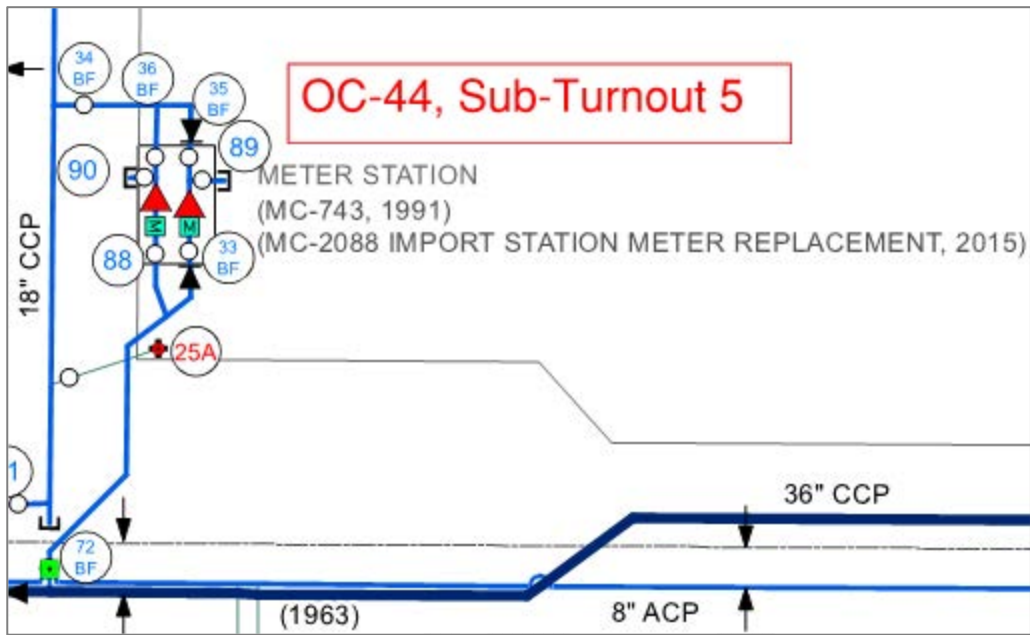 34
BF
36
BF
35
BF
OC-44, Sub-Turnout 5
89
90
METER STATION
(MC-743, 1991)
(MC-2088 IMPORT STATION METER REPLACEMENT, 2015)
M
M
88
33
BF
18" CCP
25A
1
36" CCP
72
BF
(1963)
8" ACP